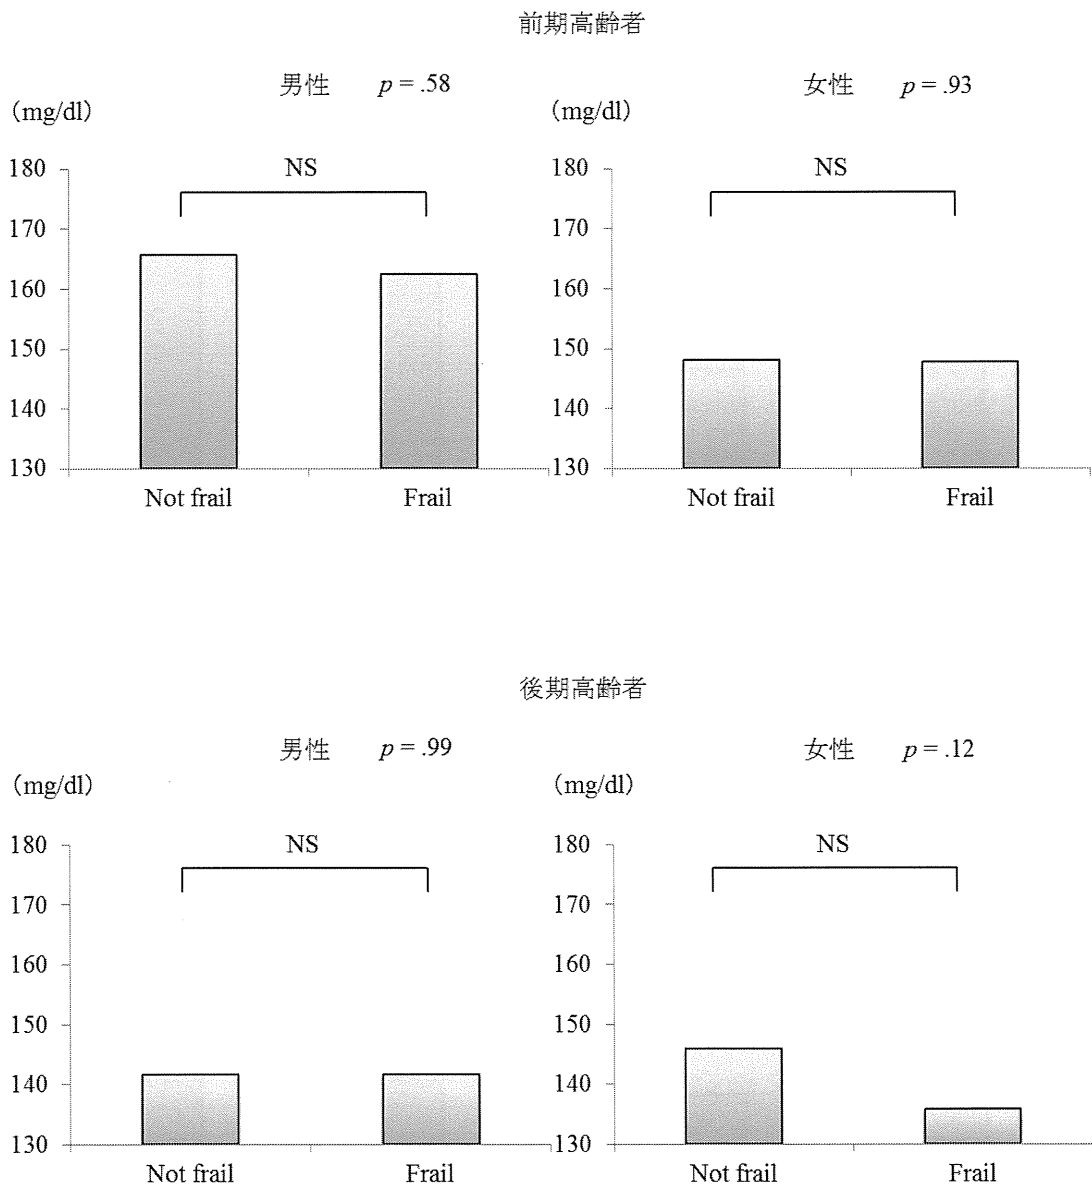 前期高齢者
男性 p = .58
女性 p = .93
(mg/dl)
(mg/dl)
NS
NS
180
170
160
150
140
130
180
170
160
150
140
130
Not frail
Frail
Not frail
Frail
後期高齢者
男性 p = .99
女性 p = .12
(mg/dl)
(mg/dl)
NS
NS
180
170
160
150
140
130
180
170
160
150
140
130
Not frail
Frail
Not frail
Frail